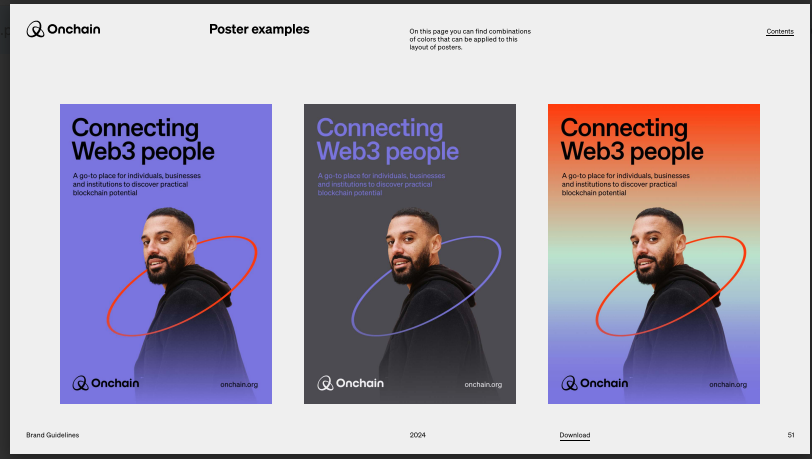 Onchain
Poster examples
On this page you can find combinations
of colors that can be applied to this
layout of posters.
Contents
Connecting
Web3 people
A go-to place for individuals, businesses
and institutions to discover practical
blockchain potential
Onchain
onchain.org
Connecting
Web3 people
A go-to place for individuals, businesses
and institutions to discover practical
blockchain potential
Onchain
onchain.org
Connecting
Web3 people
A go-to place for individuals, businesses
and institutions to discover practical
blockchain potential
Onchain
onchain.org
Brand Guidelines
2024
Download
51